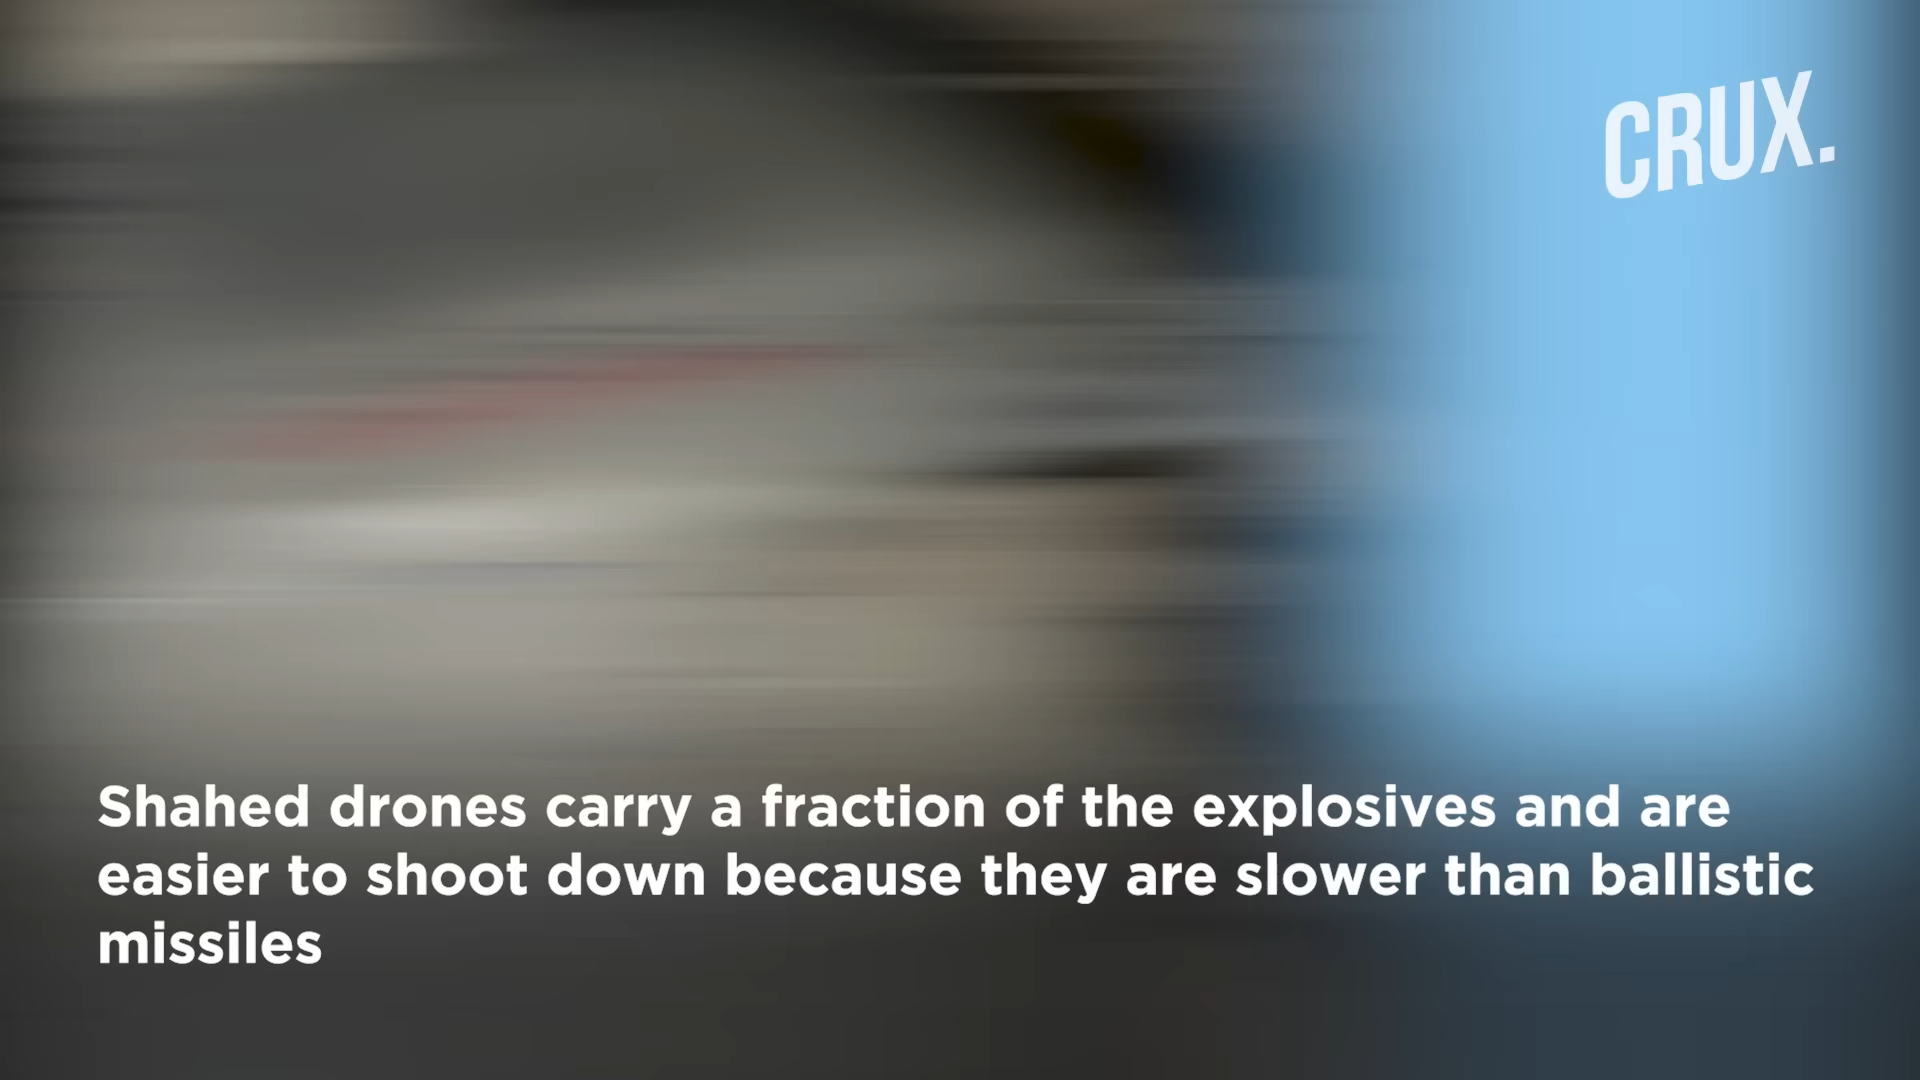 CRUX.
Shahed drones carry a fraction of the explosives and are
easier to shoot down because they are slower than ballistic
missiles